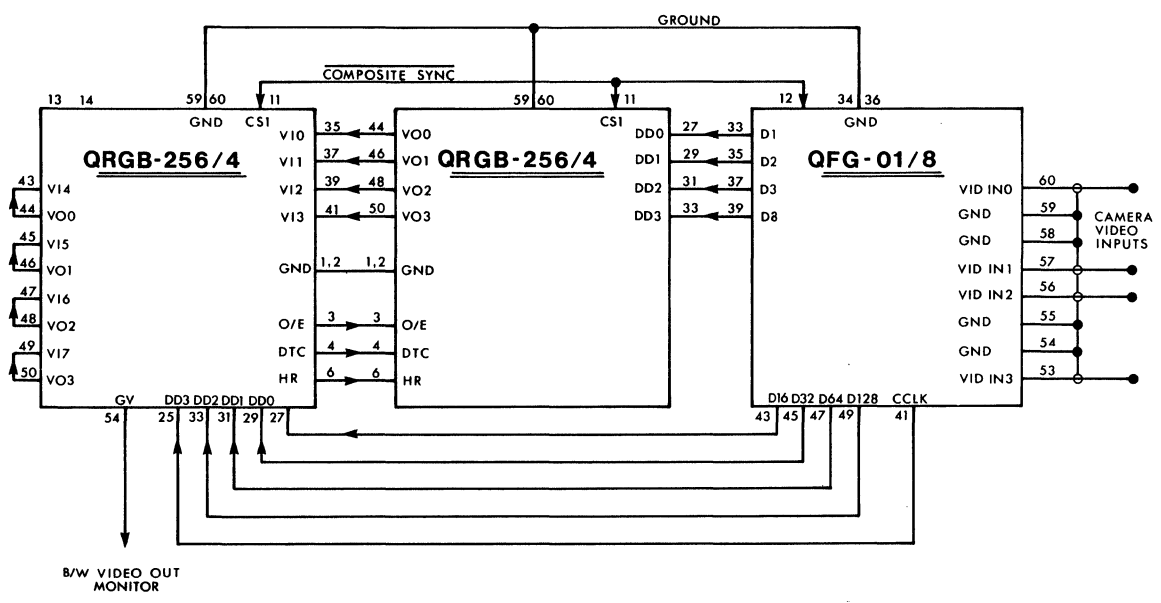 GROUND
COMPOSITE SYNC
13 14 59 60 11
59 60 11
12 34 36
GND CS1
CS1
GND
QRGB-256/4
QRGB-256/4
QFG-01/8
VI0 35 44 VO0
VI1 37 46 VO1
VI2 39 48 VO2
VI3 41 50 VO3
GND 1,2 1,2 GND
O/E 3 3 O/E
DTC 4 4 DTC
HR 6 6 HR
DD0 27 33 D1
DD1 29 35 D2
DD2 31 37 D3
DD3 33 39 D8
43 VI4
44 VO0
45 VI5
46 VO1
47 VI6
48 VO2
49 VI7
50 VO3
VID IN0 60
GND 59
GND 58
VID IN1 57
VID IN2 56
GND 55
GND 54
VID IN3 53
CAMERA
VIDEO
INPUTS
GV DD3 DD2 DD1 DD0
54 25 33 31 29 27
D16 D32 D64 D128 CCLK
43 45 47 49 41
B/W VIDEO OUT
MONITOR